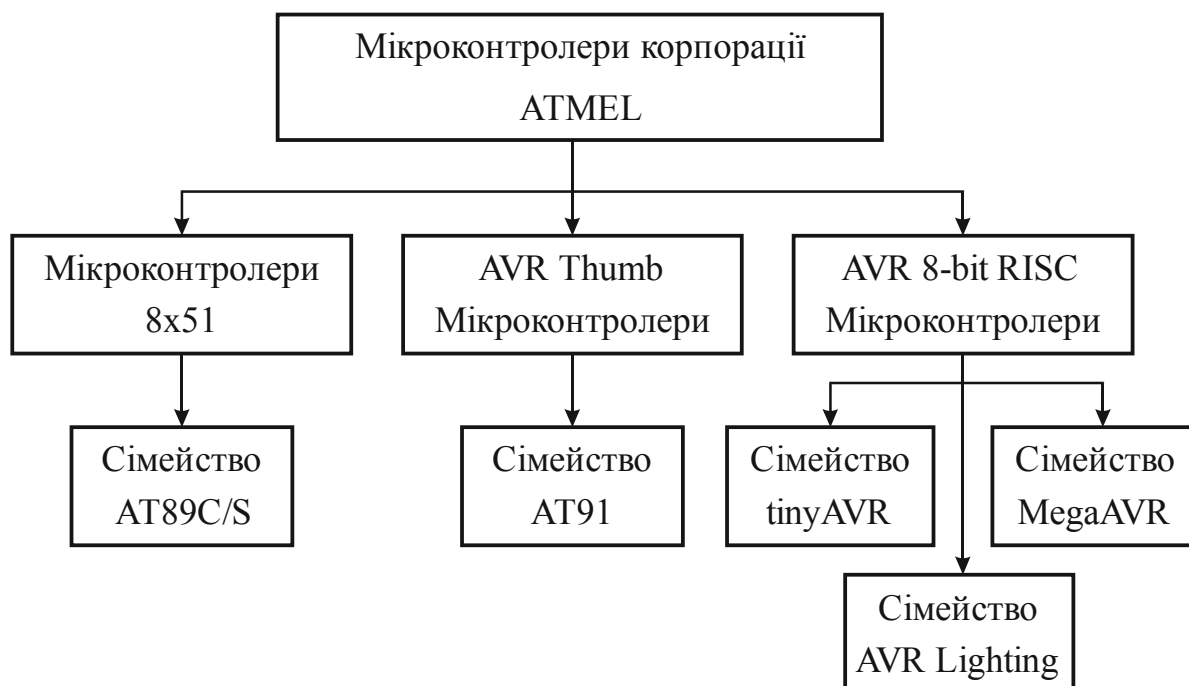 Мікроконтролери корпорації
ATMEL
Мікроконтролери
8x51
AVR Thumb
Мікроконтролери
AVR 8-bit RISC
Мікроконтролери
Сімейство
AT89C/S
Сімейство
AT91
Сімейство
tinyAVR
Сімейство
MegaAVR
Сімейство
AVR Lighting